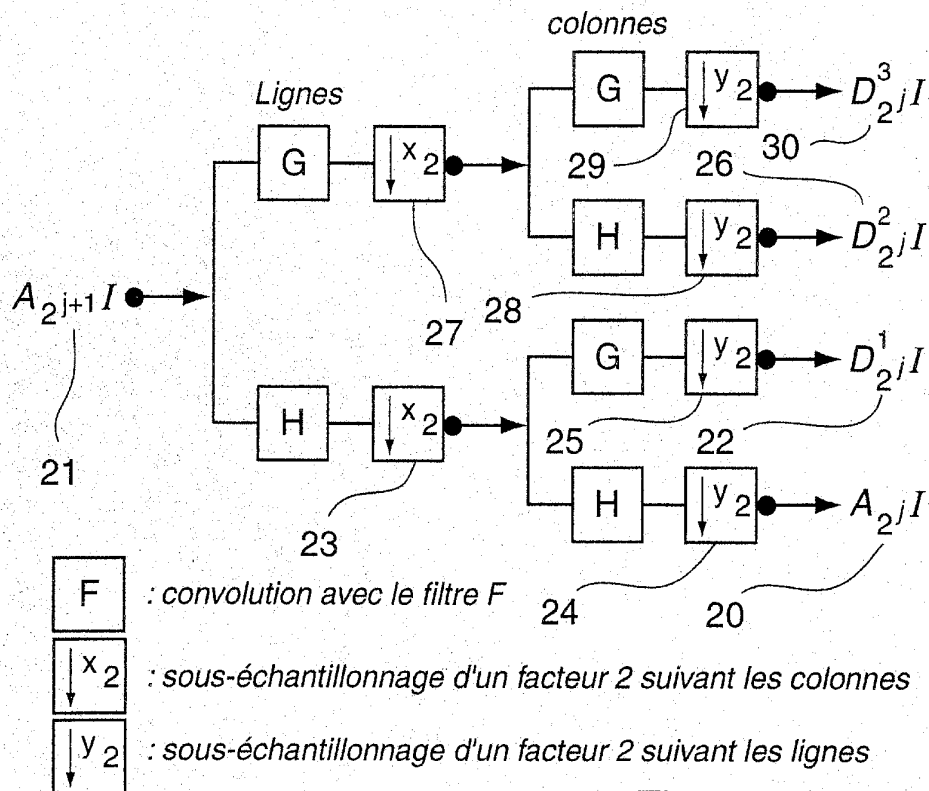 colonnes
Lignes
G ↓ y 2 D³₂ʲI
29 30
G ↓ x 2 26
H ↓ y 2 D²₂ʲI
27 28
A₂ʲ⁺¹I
G ↓ y 2 D¹₂ʲI
25 22
H ↓ x 2
21
H ↓ y 2 A₂ʲI
23 24 20
F : convolution avec le filtre F
↓ x 2 : sous-échantillonnage d'un facteur 2 suivant les colonnes
↓ y 2 : sous-échantillonnage d'un facteur 2 suivant les lignes